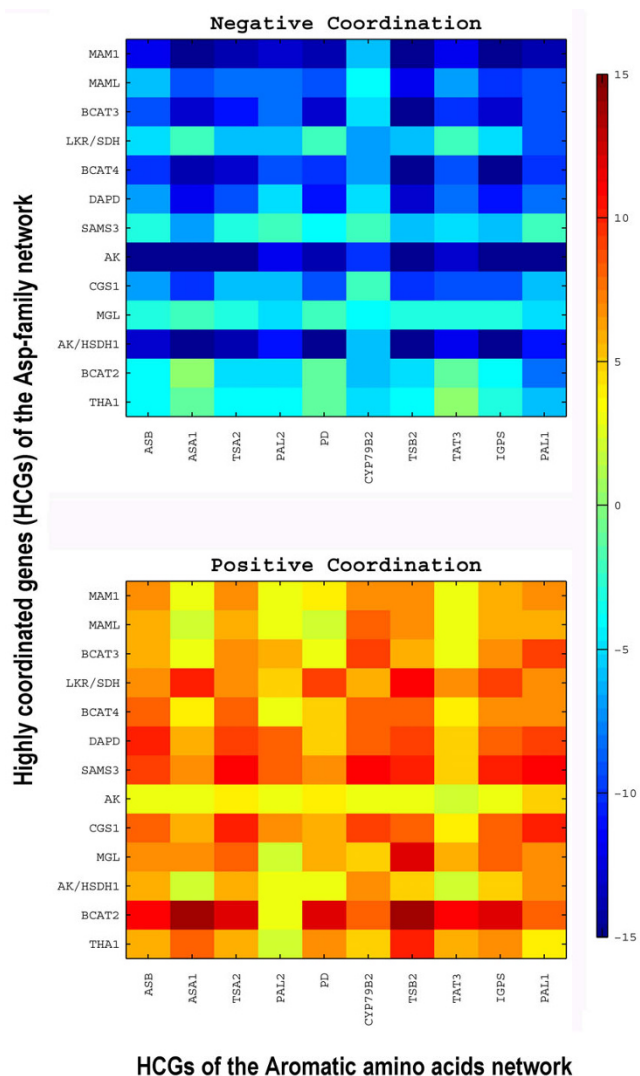 Negative Coordination
MAM1
MAML
BCAT3
LKR/SDH
BCAT4
DAPD
SAMS3
AK
CGS1
MGL
AK/HSDH1
BCAT2
THA1
ASB
ASA1
TSA2
PAL2
PD
CYP79B2
TSB2
TAT3
IGPS
PAL1
Positive Coordination
MAM1
MAML
BCAT3
LKR/SDH
BCAT4
DAPD
SAMS3
AK
CGS1
MGL
AK/HSDH1
BCAT2
THA1
ASB
ASA1
TSA2
PAL2
PD
CYP79B2
TSB2
TAT3
IGPS
PAL1
15
10
5
0
-5
-10
-15
Highly coordinated genes (HCGs) of the Asp-family network
HCGs of the Aromatic amino acids network